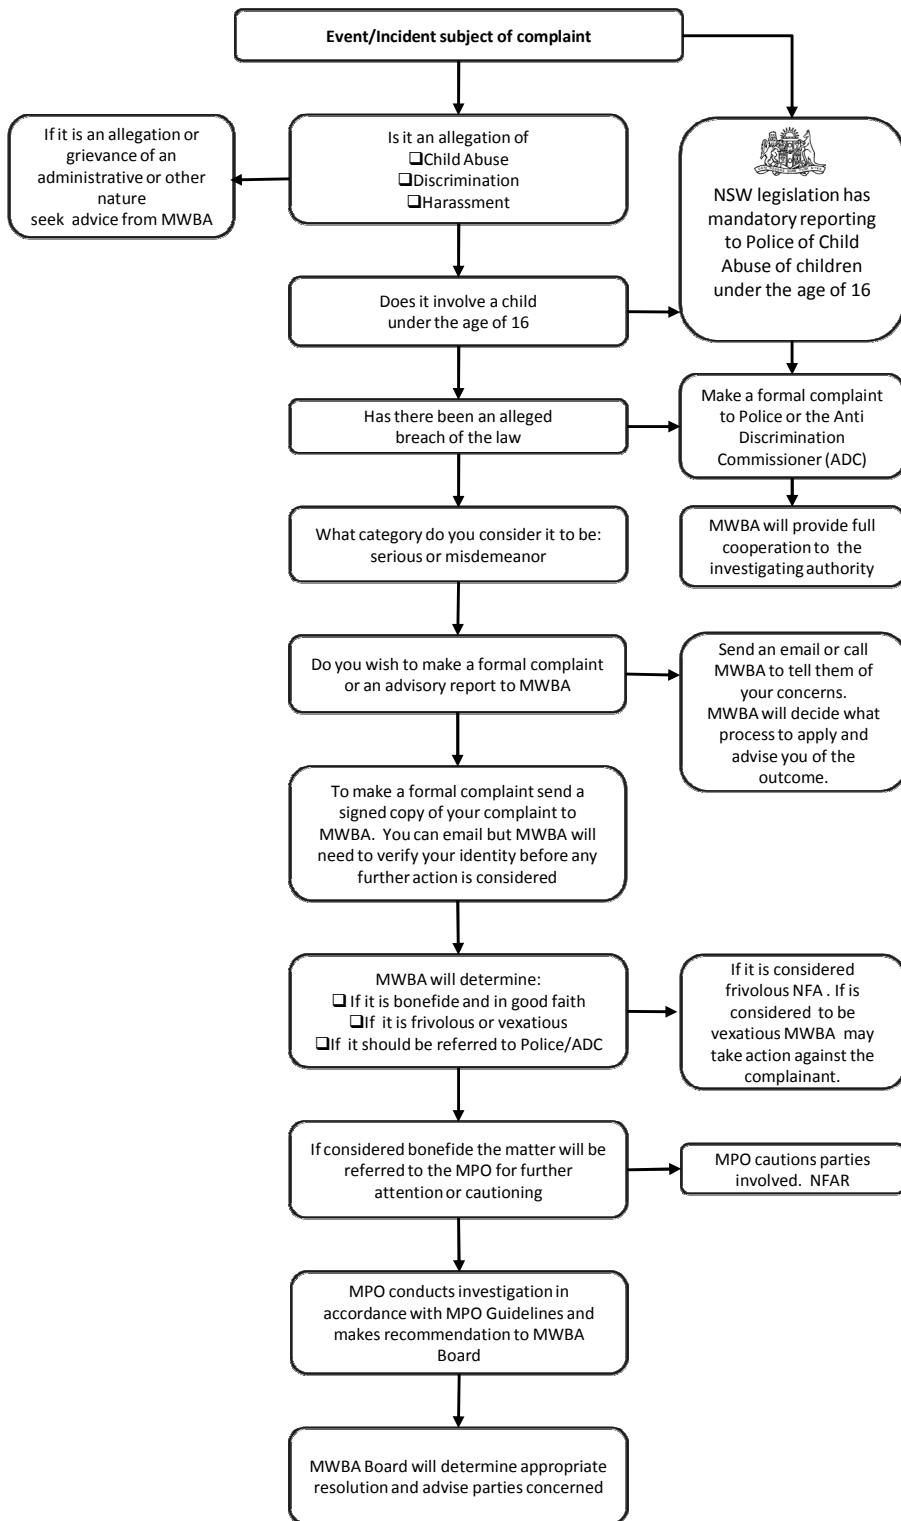 Event/Incident subject of complaint
If it is an allegation or
grievance of an
administrative or other
nature
seek advice from MWBA
Is it an allegation of
❑Child Abuse
❑Discrimination
❑Harassment
NSW legislation has
mandatory reporting
to Police of Child
Abuse of children
under the age of 16
Does it involve a child
under the age of 16
Has there been an alleged
breach of the law
Make a formal complaint
to Police or the Anti
Discrimination
Commissioner (ADC)
What category do you consider it to be:
serious or misdemeanor
MWBA will provide full
cooperation to the
investigating authority
Do you wish to make a formal complaint
or an advisory report to MWBA
Send an email or call
MWBA to tell them of
your concerns.
MWBA will decide what
process to apply and
advise you of the
outcome.
To make a formal complaint send a
signed copy of your complaint to
MWBA. You can email but MWBA will
need to verify your identity before any
further action is considered
MWBA will determine:
❑ If it is bonefide and in good faith
❑If it is frivolous or vexatious
❑If it should be referred to Police/ADC
If it is considered
frivolous NFA . If is
considered to be
vexatious MWBA may
take action against the
complainant.
If considered bonefide the matter will be
referred to the MPO for further
attention or cautioning
MPO cautions parties
involved. NFAR
MPO conducts investigation in
accordance with MPO Guidelines and
makes recommendation to MWBA
Board
MWBA Board will determine appropriate
resolution and advise parties concerned